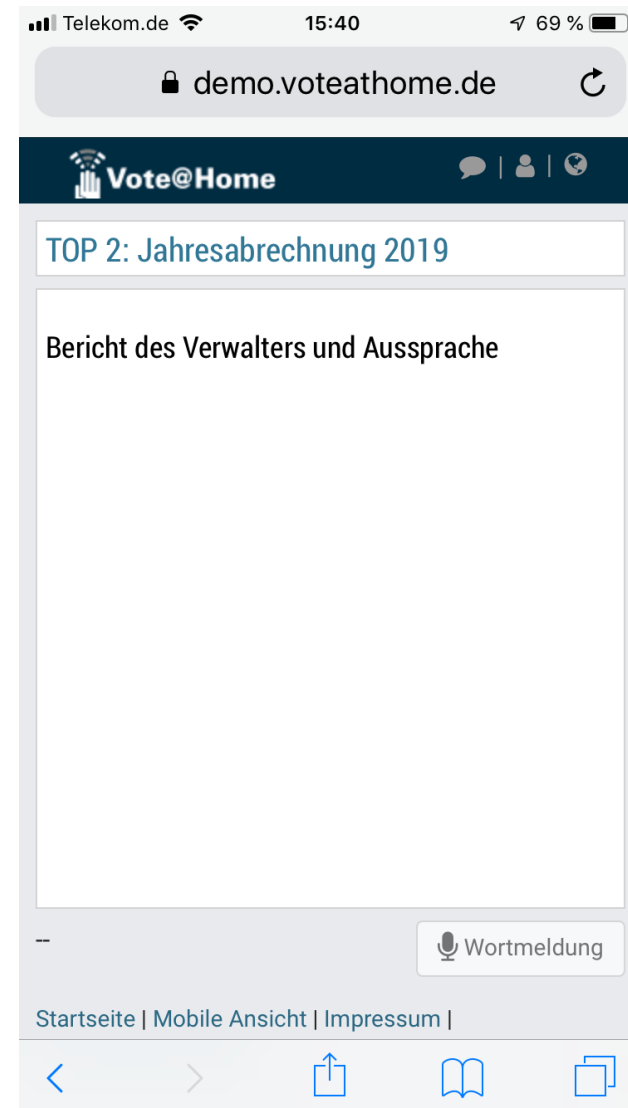 Telekom.de 15:40 69 %
demo.voteathome.de
Vote@Home | |
TOP 2: Jahresabrechnung 2019
Bericht des Verwalters und Aussprache
-- Wortmeldung
Startseite | Mobile Ansicht | Impressum |